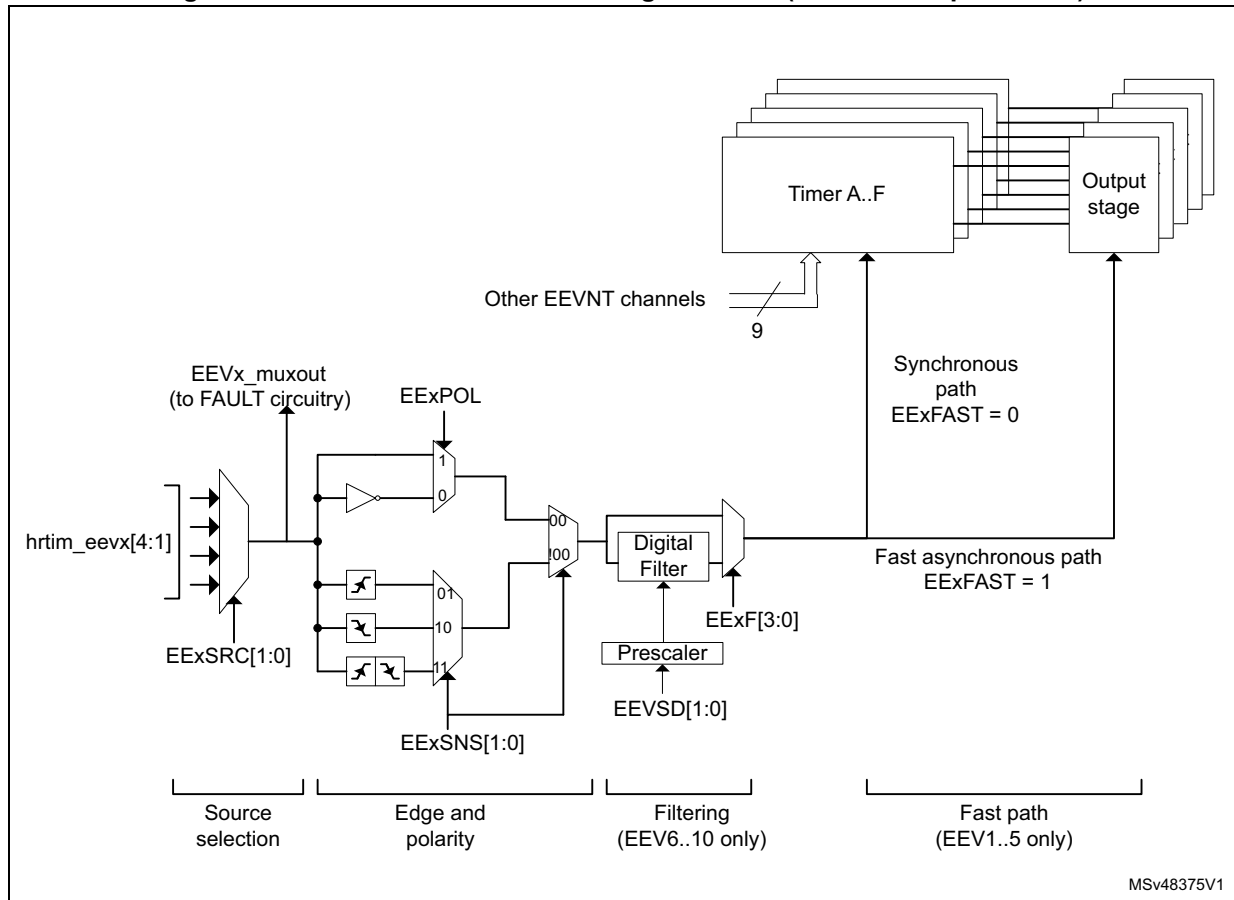 Timer A..F
Output
stage
Other EEVNT channels
9
EEVx_muxout
(to FAULT circuitry)
EExPOL
Synchronous
path
EExFAST = 0
1
0
hrtim_eevx[4:1]
00
!00
Digital
Filter
Fast asynchronous path
EExFAST = 1
01
10
11
EExF[3:0]
EExSRC[1:0]
Prescaler
EEVSD[1:0]
EExSNS[1:0]
Source
selection
Edge and
polarity
Filtering
(EEV6..10 only)
Fast path
(EEV1..5 only)
MSv48375V1